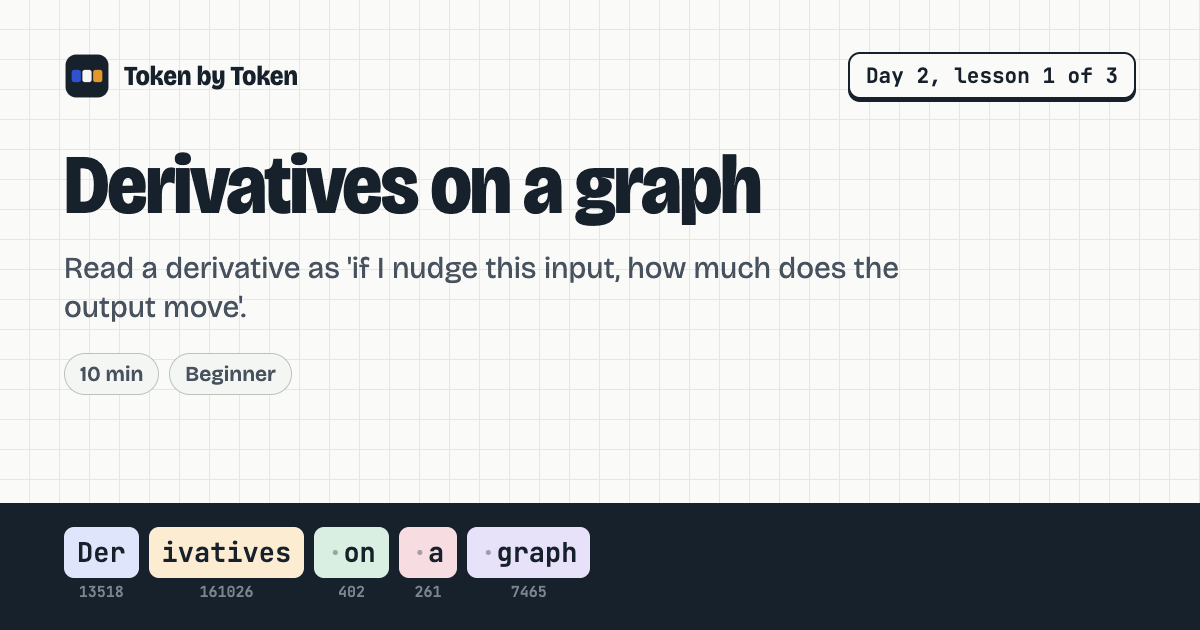 Token by Token
Day 2, lesson 1 of 3
Derivatives on a graph
Read a derivative as 'if I nudge this input, how much does the
output move'.
10 min
Beginner
Der ivatives ·on ·a ·graph
13518 161026 402 261 7465